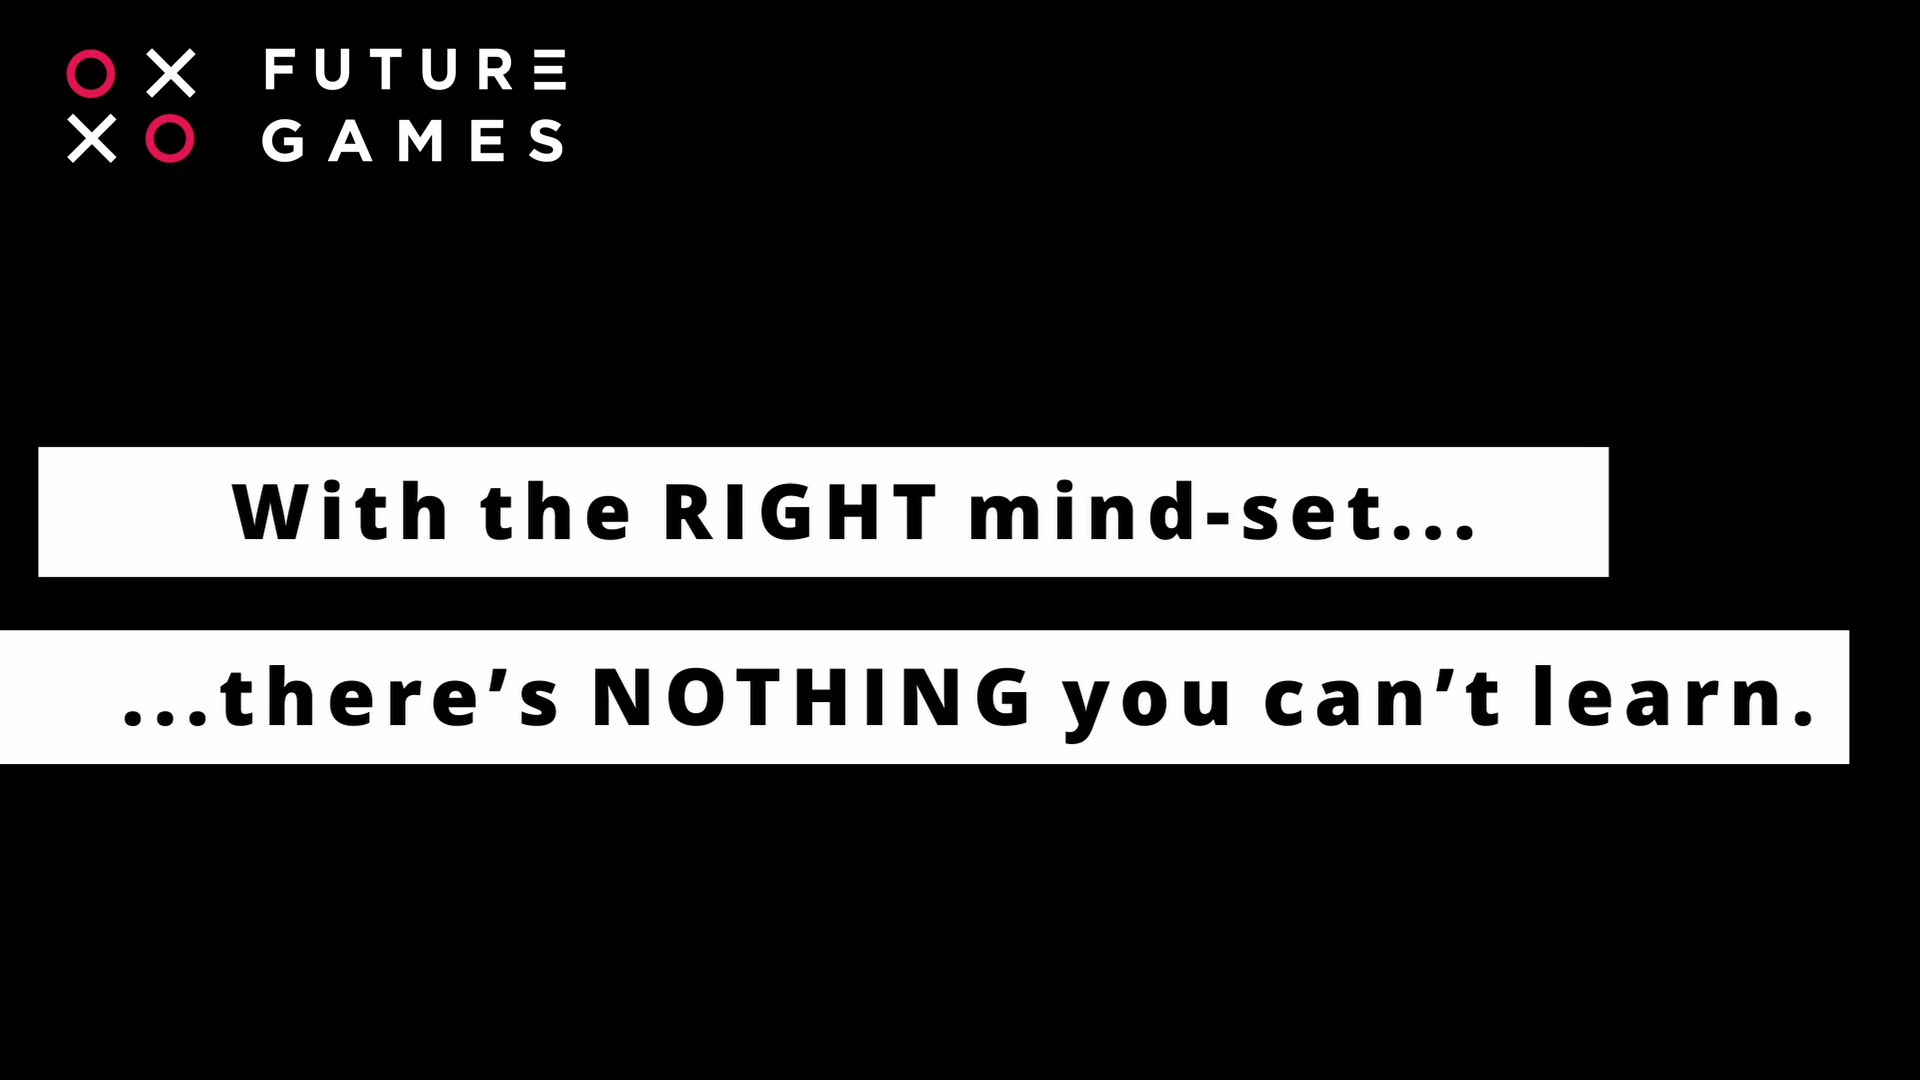 FUTURE
GAMES
With the RIGHT mind-set...
...there’s NOTHING you can’t learn.